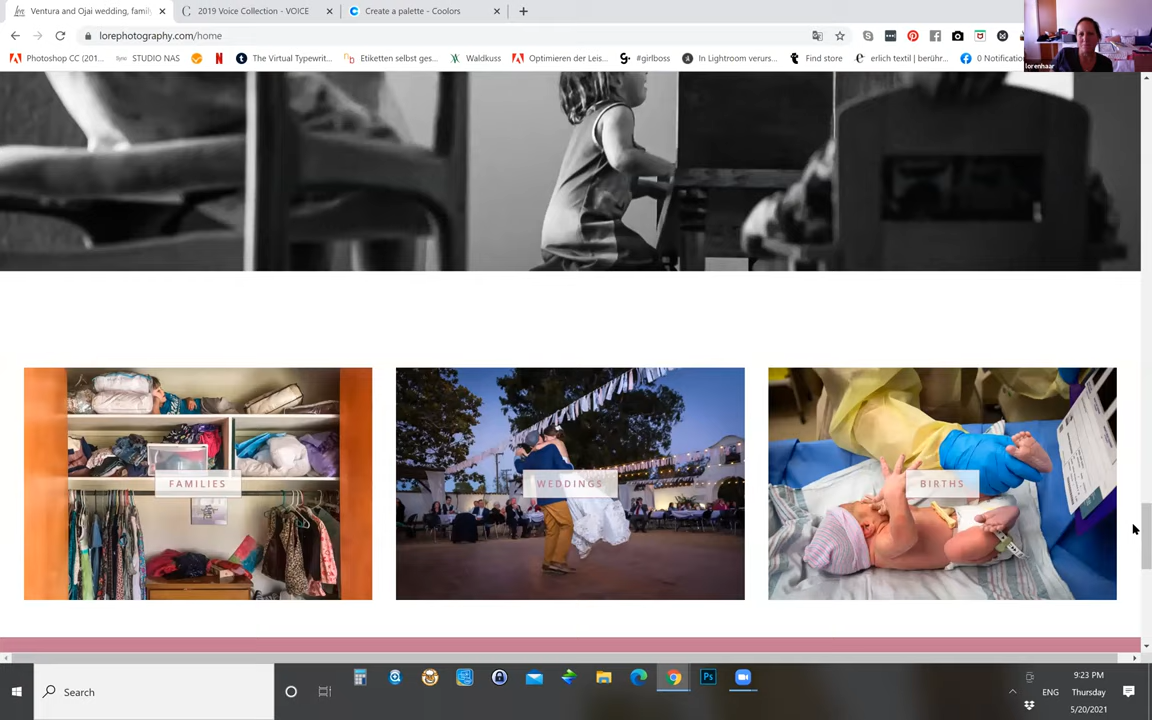 Ventura and Ojai wedding, famil
2019 Voice Collection - VOICE
Create a palette - Coolors
lorephotography.com/home
Photoshop CC (201...
STUDIO NAS
The Virtual Typewrit...
Etiketten selbst ges...
Waldkuss
Optimieren der Leis...
#girlboss
In Lightroom verurs...
Find store
erlich textil | berühr...
0 Notification
lorenhaar
FAMILIES
WEDDINGS
BIRTHS
Search
ENG
9:23 PM
Thursday
5/20/2021